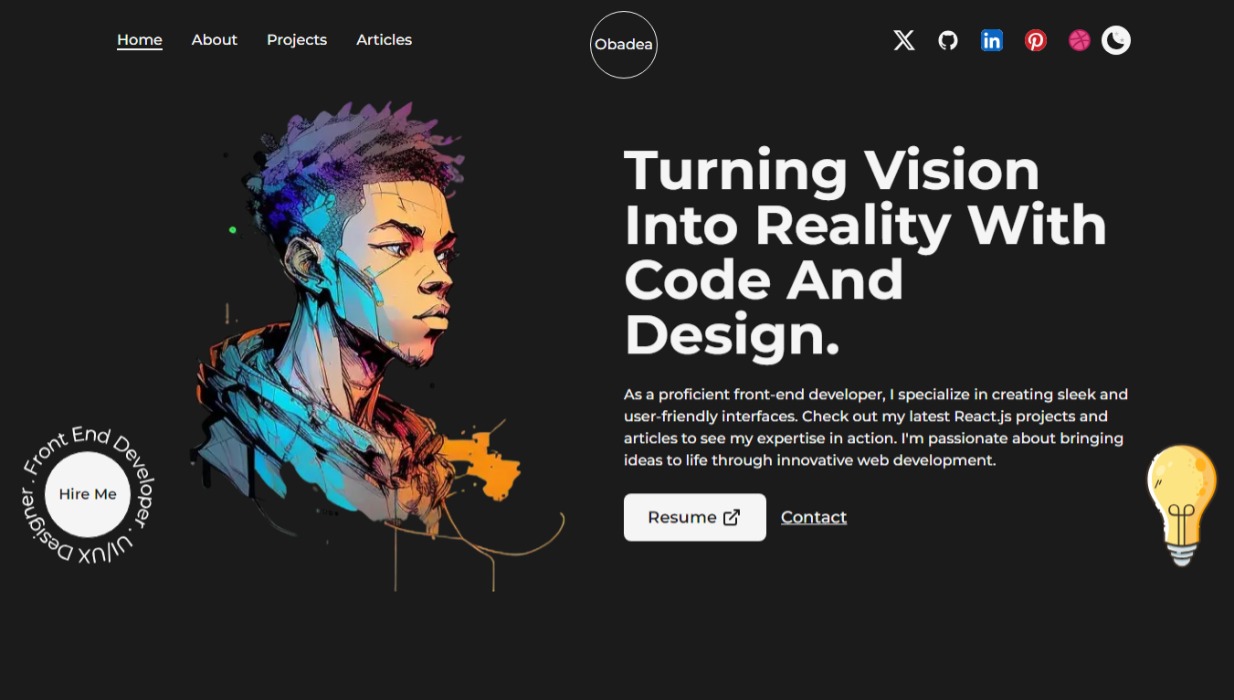 Home About Projects Articles
Obadea
Turning Vision
Into Reality With
Code And
Design.
As a proficient front-end developer, I specialize in creating sleek and
user-friendly interfaces. Check out my latest React.js projects and
articles to see my expertise in action. I'm passionate about bringing
ideas to life through innovative web development.
Resume Contact
Front End Developer . UI/UX Designer .
Hire Me